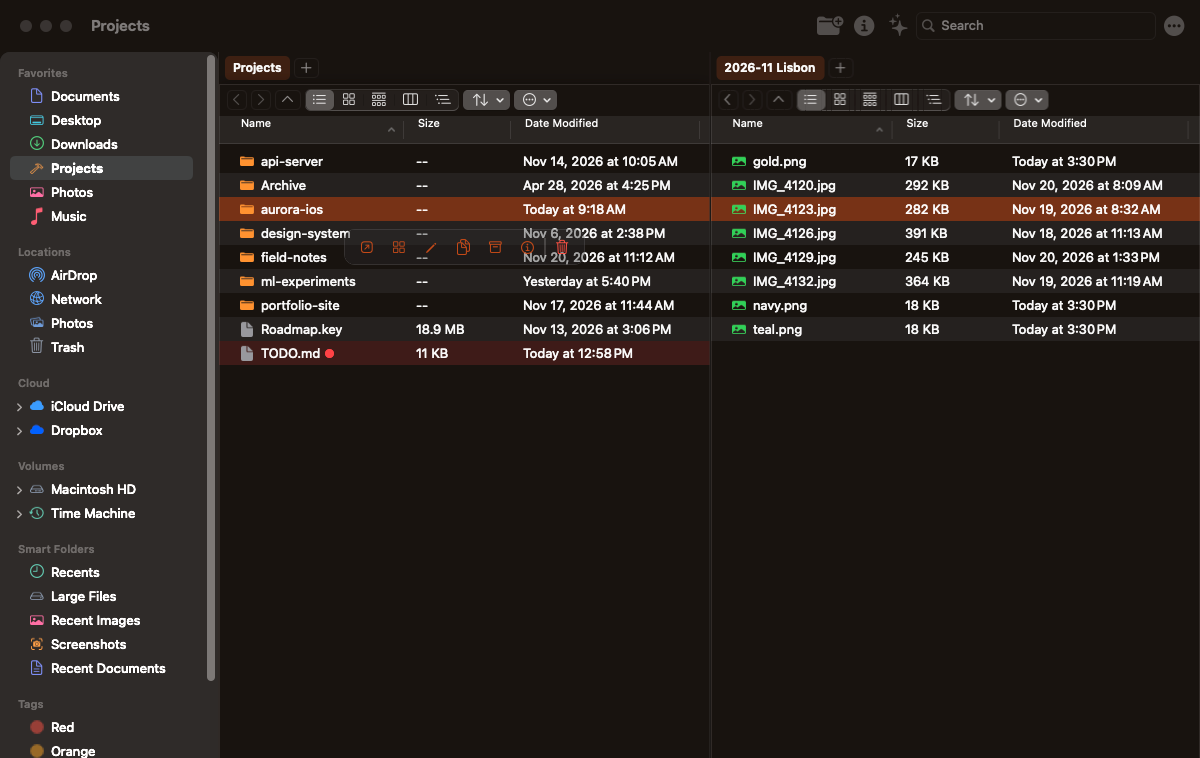 Projects
Search
Favorites
Documents
Desktop
Downloads
Projects
Photos
Music
Locations
AirDrop
Network
Photos
Trash
Cloud
iCloud Drive
Dropbox
Volumes
Macintosh HD
Time Machine
Smart Folders
Recents
Large Files
Recent Images
Screenshots
Recent Documents
Tags
Red
Orange
Projects
Name Size Date Modified
api-server -- Nov 14, 2026 at 10:05 AM
Archive -- Apr 28, 2026 at 4:25 PM
aurora-ios -- Today at 9:18 AM
design-system -- Nov 6, 2026 at 2:38 PM
field-notes -- Nov 20, 2026 at 11:12 AM
ml-experiments -- Yesterday at 5:40 PM
portfolio-site -- Nov 17, 2026 at 11:44 AM
Roadmap.key 18.9 MB Nov 13, 2026 at 3:06 PM
TODO.md 11 KB Today at 12:58 PM
2026-11 Lisbon
Name Size Date Modified
gold.png 17 KB Today at 3:30 PM
IMG_4120.jpg 292 KB Nov 20, 2026 at 8:09 AM
IMG_4123.jpg 282 KB Nov 19, 2026 at 8:32 AM
IMG_4126.jpg 391 KB Nov 18, 2026 at 11:13 AM
IMG_4129.jpg 245 KB Nov 20, 2026 at 1:33 PM
IMG_4132.jpg 364 KB Nov 19, 2026 at 11:19 AM
navy.png 18 KB Today at 3:30 PM
teal.png 18 KB Today at 3:30 PM